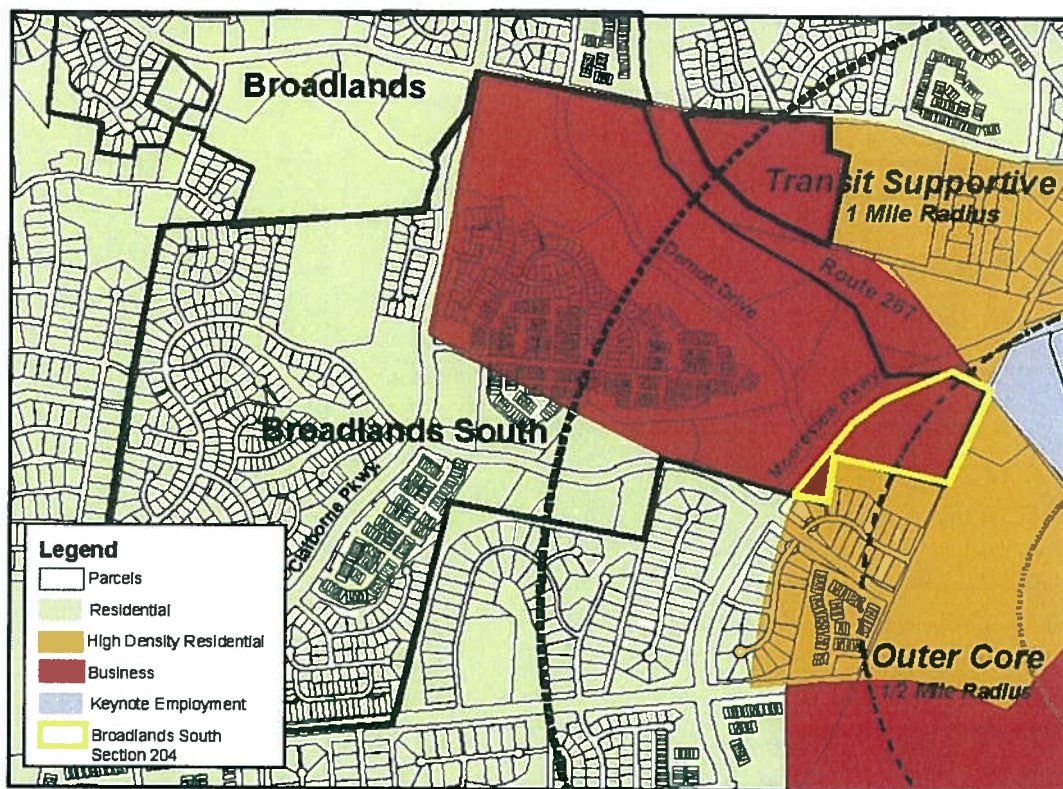 Broadlands
Transit Supportive
1 Mile Radius
Route 267
Demott Drive
Mooreview Pkwy
Broadlands South
Claiborne Pkwy.
Outer Core
1/2 Mile Radius
Legend
Parcels
Residential
High Density Residential
Business
Keynote Employment
Broadlands South
Section 204